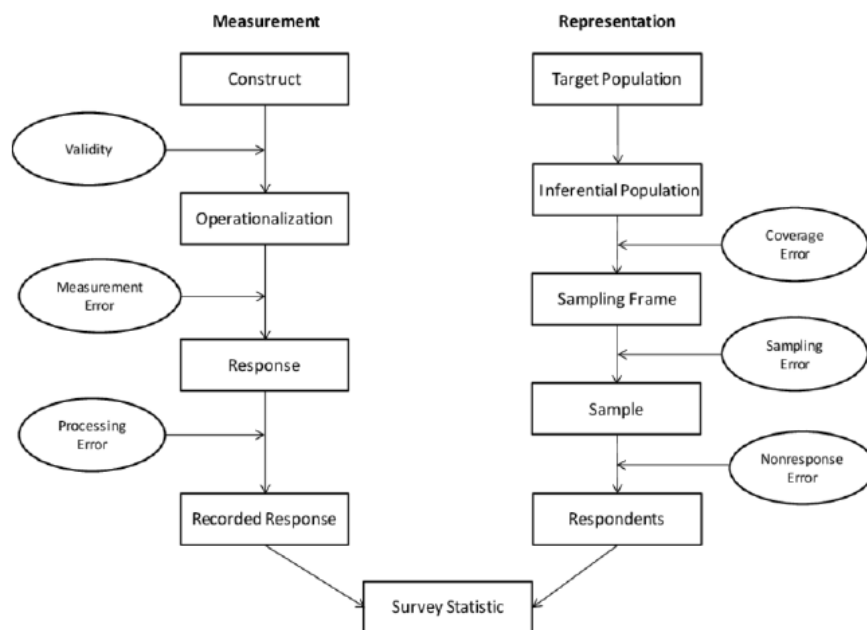 Measurement
Representation
Construct
Target Population
Validity
Operationalization
Inferential Population
Coverage
Error
Measurement
Error
Sampling Frame
Response
Sampling
Error
Sample
Processing
Error
Nonresponse
Error
Recorded Response
Respondents
Survey Statistic